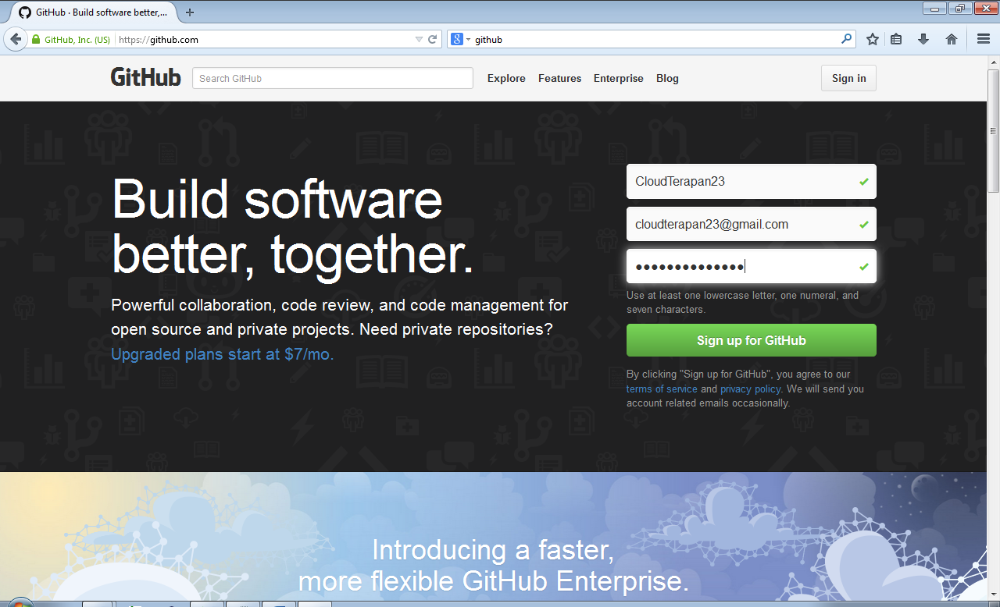 GitHub · Build software better,...
GitHub, Inc. (US) https://github.com
github
GitHub
Search GitHub
Explore Features Enterprise Blog
Sign in
Build software
better, together.
Powerful collaboration, code review, and code management for
open source and private projects. Need private repositories?
Upgraded plans start at $7/mo.
CloudTerapan23
cloudterapan23@gmail.com
●●●●●●●●●●●●●●
Use at least one lowercase letter, one numeral, and
seven characters.
Sign up for GitHub
By clicking "Sign up for GitHub", you agree to our
terms of service and privacy policy. We will send you
account related emails occasionally.
Introducing a faster,
more flexible GitHub Enterprise.